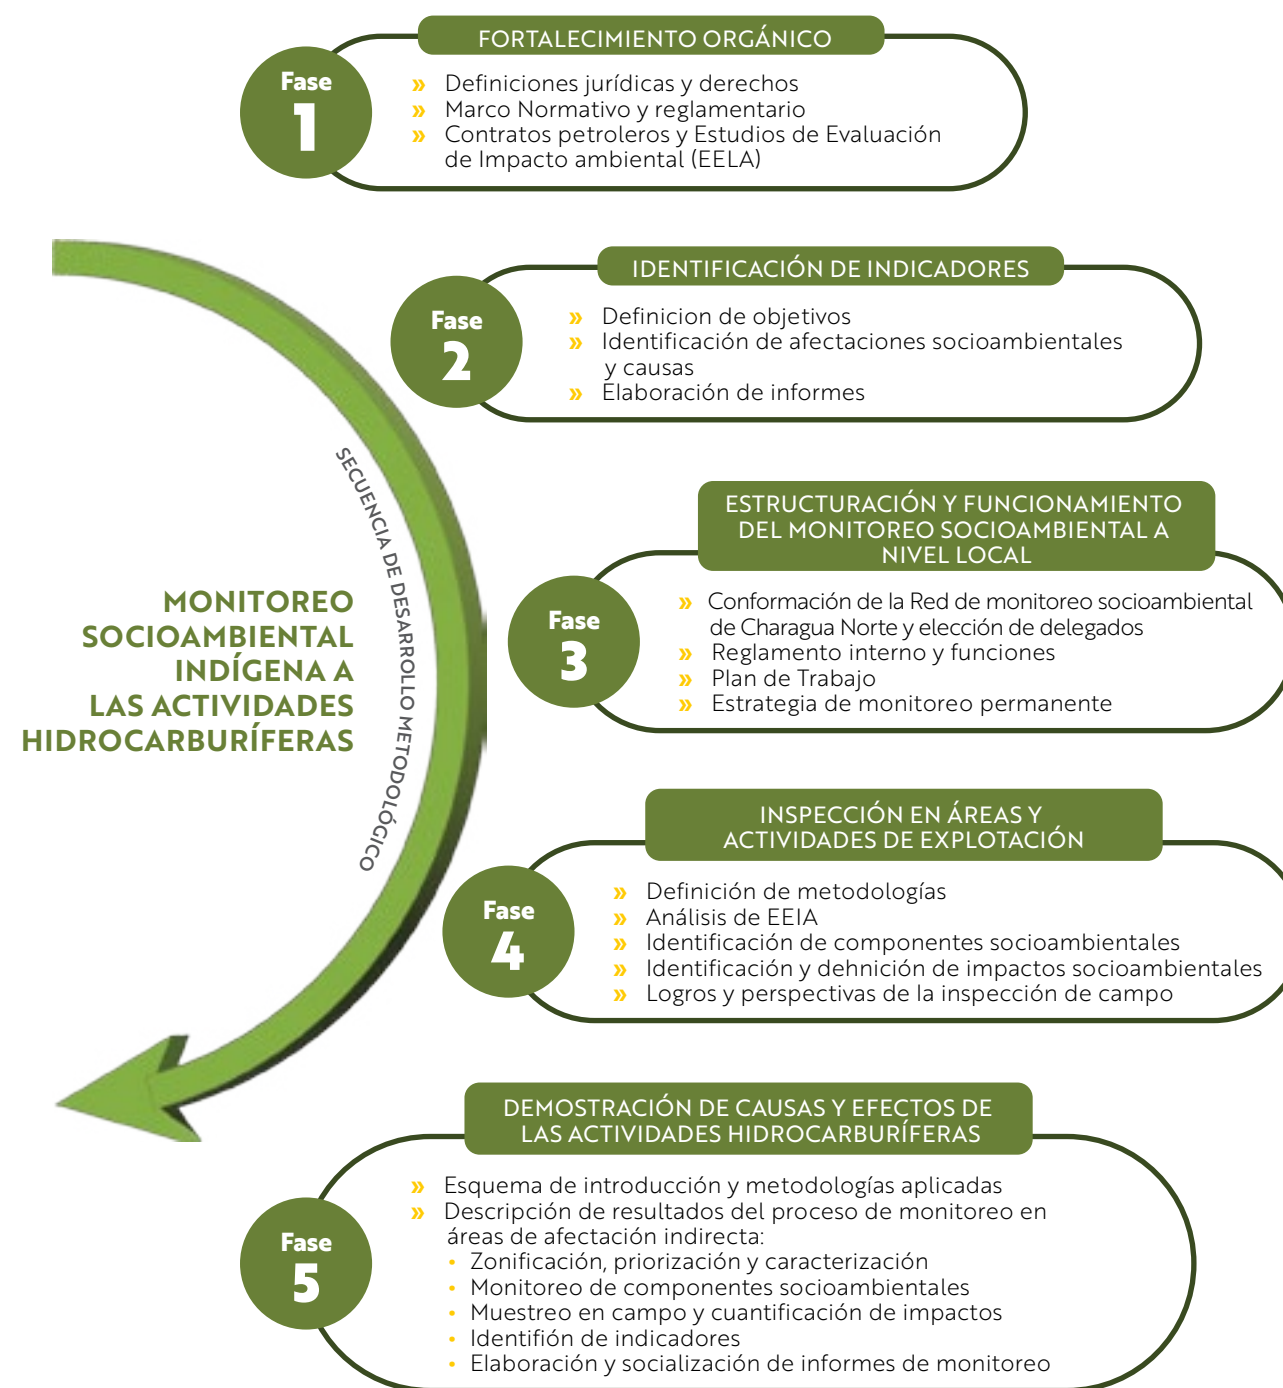 FORTALECIMIENTO ORGÁNICO
Fase
1
» Definiciones jurídicas y derechos
» Marco Normativo y reglamentario
» Contratos petroleros y Estudios de Evaluación
de Impacto ambiental (EELA)
IDENTIFICACIÓN DE INDICADORES
Fase
2
» Definicion de objetivos
» Identificación de afectaciones socioambientales
y causas
» Elaboración de informes
SECUENCIA DE DESARROLLO METODOLÓGICO
MONITOREO
SOCIOAMBIENTAL
INDÍGENA A
LAS ACTIVIDADES
HIDROCARBURÍFERAS
ESTRUCTURACIÓN Y FUNCIONAMIENTO
DEL MONITOREO SOCIOAMBIENTAL A
NIVEL LOCAL
Fase
3
» Conformación de la Red de monitoreo socioambiental
de Charagua Norte y elección de delegados
» Reglamento interno y funciones
» Plan de Trabajo
» Estrategia de monitoreo permanente
INSPECCIÓN EN ÁREAS Y
ACTIVIDADES DE EXPLOTACIÓN
Fase
4
» Definición de metodologías
» Análisis de EEIA
» Identificación de componentes socioambientales
» Identificación y dehnición de impactos socioambientales
» Logros y perspectivas de la inspección de campo
DEMOSTRACIÓN DE CAUSAS Y EFECTOS DE
LAS ACTIVIDADES HIDROCARBURÍFERAS
Fase
5
» Esquema de introducción y metodologías aplicadas
» Descripción de resultados del proceso de monitoreo en
áreas de afectación indirecta:
• Zonificación, priorización y caracterización
• Monitoreo de componentes socioambientales
• Muestreo en campo y cuantificación de impactos
• Identifión de indicadores
• Elaboración y socialización de informes de monitoreo